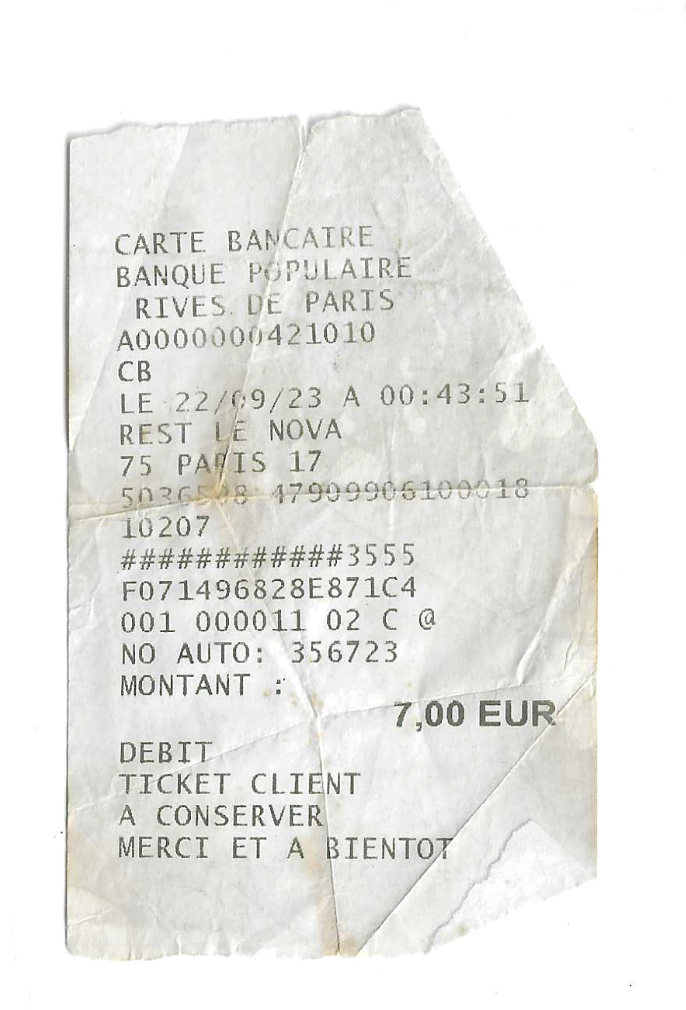 CARTE BANCAIRE
BANQUE POPULAIRE
RIVES DE PARIS
A0000000421010
CB
LE 22/09/23 A 00:43:51
REST LE NOVA
75 PARIS 17
47909906100018
10207
############3555
F071496828E871C4
001 000011 02 C @
NO AUTO: 356723
MONTANT :
7,00 EUR
DEBIT
TICKET CLIENT
A CONSERVER
MERCI ET A BIENTOT